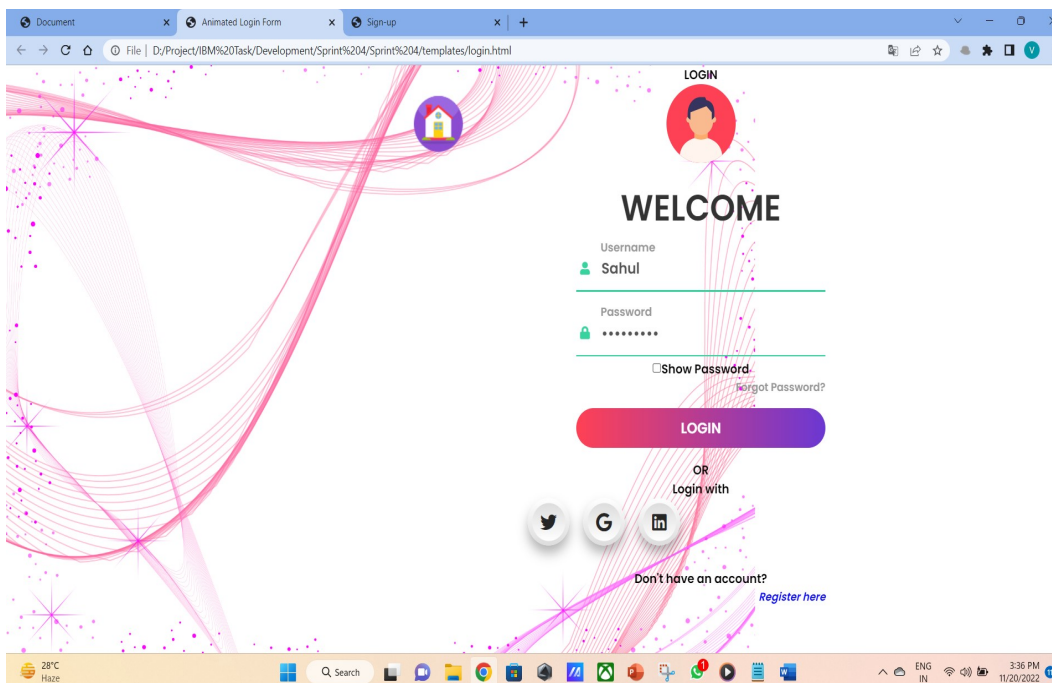 Document
Animated Login Form
Sign-up
File | D:/Project/IBM%20Task/Development/Sprint%204/Sprint%204/templates/login.html
V
LOGIN
WELCOME
Username
Sahul
Password
•••••••••
Show Password
Forgot Password?
LOGIN
OR
Login with
G
in
Don't have an account?
Register here
28°C
Haze
Search
1
ENG
IN
3:36 PM
11/20/2022